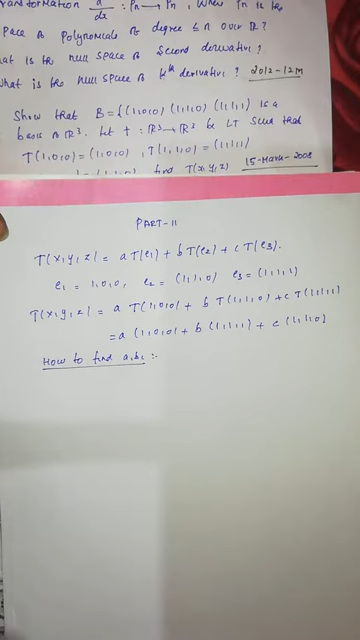 Transformation d/dx : Pn → Pn, when Pn is the
Space of Polynomials of degree ≤ n over R?
What is the null space of Second derivative?
What is the null space of kth derivative? 2012-12M
Show that B = {(1,0,0) (1,1,0) (1,1,1)} is a
basis of R³. Let T : R³→R³ be LT such that
T(1,0,0) = (1,0,0), T(1,1,0) = (1,1,1)
find T(x,y,z) 15-Marks-2008
PART-II
T(x,y,z) = a T(e₁) + b T(e₂) + c T(e₃).
e₁ = 1,0,0, e₂ = (1,1,0) e₃ = (1,1,1)
T(x,y,z) = a T(1,0,0) + b T(1,1,0) + c T(1,1,1)
= a (1,0,0) + b (1,1,1) + c (1,1,0)
How to find a,b,c :-